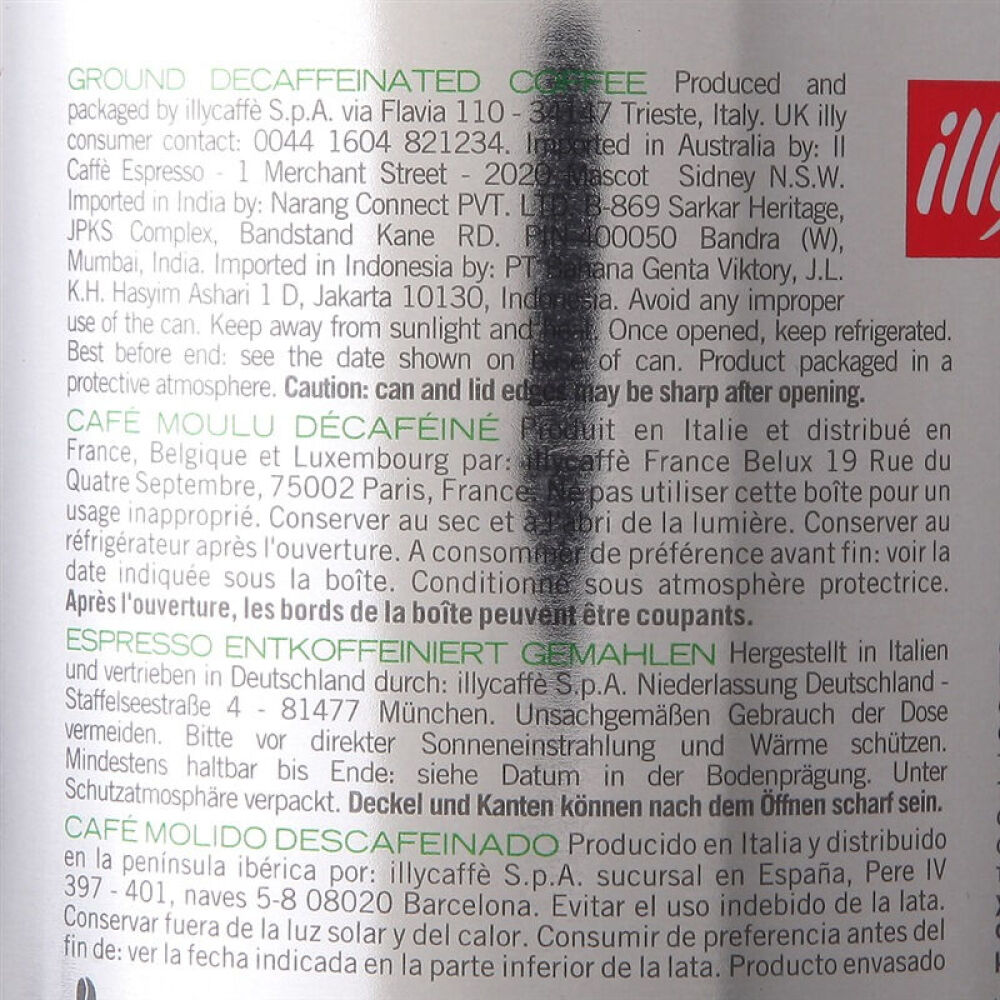 GROUND DECAFFEINATED COFFEE Produced and
packaged by illycaffè S.p.A. via Flavia 110 - 34147 Trieste, Italy. UK illy
consumer contact: 0044 1604 821234. Imported in Australia by: Il
Caffè Espresso - 1 Merchant Street - 2020 Mascot Sidney N.S.W.
Imported in India by: Narang Connect PVT. LTD. B-869 Sarkar Heritage,
JPKS Complex, Bandstand Kane RD. PIN-400050 Bandra (W),
Mumbai, India. Imported in Indonesia by: PT Bahana Genta Viktory, J.L.
K.H. Hasyim Ashari 1 D, Jakarta 10130, Indonesia. Avoid any improper
use of the can. Keep away from sunlight and heat. Once opened, keep refrigerated.
Best before end: see the date shown on base of can. Product packaged in a
protective atmosphere. Caution: can and lid edges may be sharp after opening.
CAFÉ MOULU DÉCAFÉINÉ Produit en Italie et distribué en
France, Belgique et Luxembourg par: illycaffè France Belux 19 Rue du
Quatre Septembre, 75002 Paris, France. Ne pas utiliser cette boîte pour un
usage inapproprié. Conserver au sec et à l'abri de la lumière. Conserver au
réfrigérateur après l'ouverture. A consommer de préférence avant fin: voir la
date indiquée sous la boîte. Conditionné sous atmosphère protectrice.
Après l'ouverture, les bords de la boîte peuvent être coupants.
ESPRESSO ENTKOFFEINIERT GEMAHLEN Hergestellt in Italien
und vertrieben in Deutschland durch: illycaffè S.p.A. Niederlassung Deutschland -
Staffelseestraße 4 - 81477 München. Unsachgemäßen Gebrauch der Dose
vermeiden. Bitte vor direkter Sonneneinstrahlung und Wärme schützen.
Mindestens haltbar bis Ende: siehe Datum in der Bodenprägung. Unter
Schutzatmosphäre verpackt. Deckel und Kanten können nach dem Öffnen scharf sein.
CAFÉ MOLIDO DESCAFEINADO Producido en Italia y distribuido
en la península ibérica por: illycaffè S.p.A. sucursal en España, Pere IV
397 - 401, naves 5-8 08020 Barcelona. Evitar el uso indebido de la lata.
Conservar fuera de la luz solar y del calor. Consumir de preferencia antes del
fin de: ver la fecha indicada en la parte inferior de la lata. Producto envasado
illy